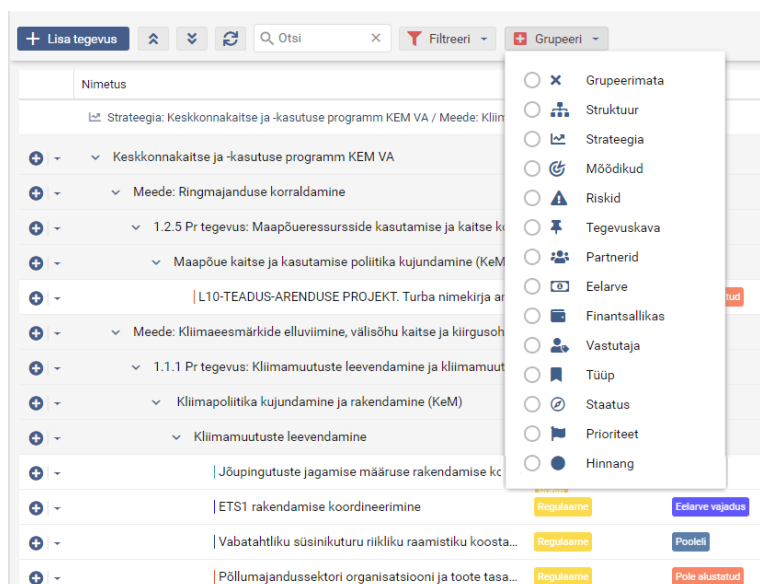 Lisa tegevus
Otsi
Filtreeri
Grupeeri
Nimetus
Strateegia: Keskkonnakaitse ja -kasutuse programm KEM VA / Meede: Kliin
Keskkonnakaitse ja -kasutuse programm KEM VA
Meede: Ringmajanduse korraldamine
1.2.5 Pr tegevus: Maapõueressursside kasutamise ja kaitse
Maapõue kaitse ja kasutamise poliitika kujundamine (KeM
L10-TEADUS-ARENDUSE PROJEKT. Turba nimekirja
tud
Meede: Kliimaeesmärkide elluviimine, välisõhu kaitse ja kiirgusoh
1.1.1 Pr tegevus: Kliimamuutuste leevendamine ja kliimamuut
Kliimapoliitika kujundamine ja rakendamine (KeM)
Kliimamuutuste leevendamine
Jõupingutuste jagamise määruse rakendamise
ETS1 rakendamise koordineerimine
Regulaarne
Eelarve vajadus
Vabatahtliku süsinikuturu riikliku raamistiku koosta...
Regulaarne
Pooleli
Põllumajandussektori organisatsiooni ja toote tasa...
Regulaarne
Pole alustatud
Grupeerimata
Struktuur
Strateegia
Mõõdikud
Riskid
Tegevuskava
Partnerid
Eelarve
Finantsallikas
Vastutaja
Tüüp
Staatus
Prioriteet
Hinnang